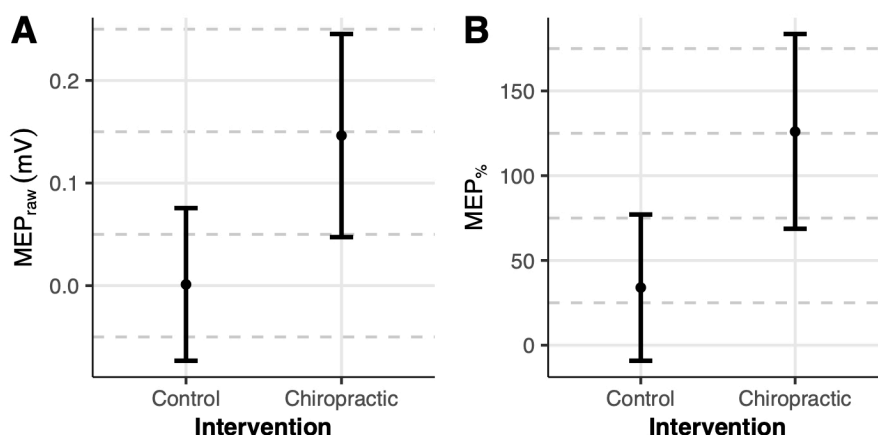 A
MEPraw (mV)
0.2
0.1
0.0
Control Chiropractic
Intervention
B
MEP%
150
100
50
0
Control Chiropractic
Intervention